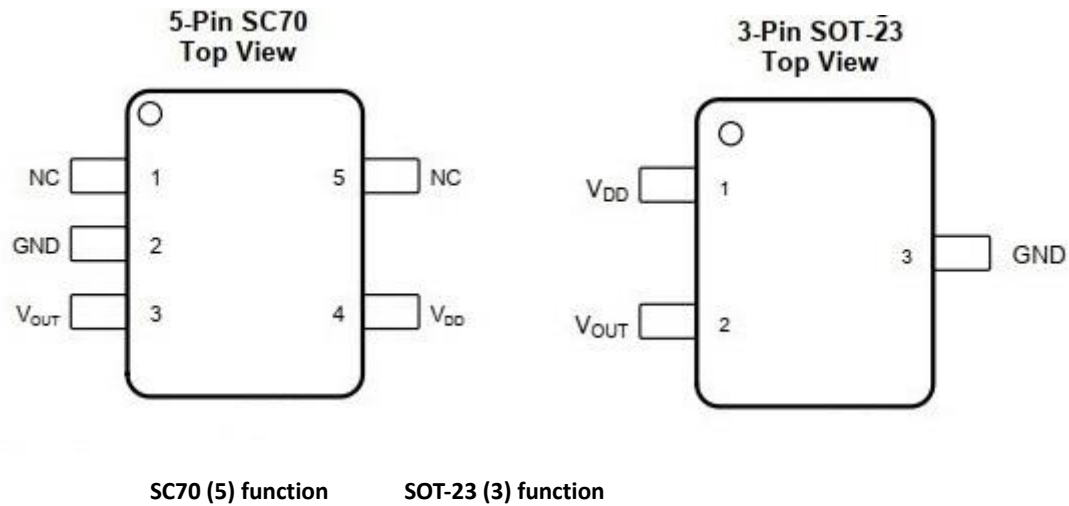 5-Pin SC70
Top View
NC 1 5 NC
GND 2
VOUT 3 4 VDD
3-Pin SOT-23
Top View
VDD 1
3 GND
VOUT 2
SC70 (5) function SOT-23 (3) function